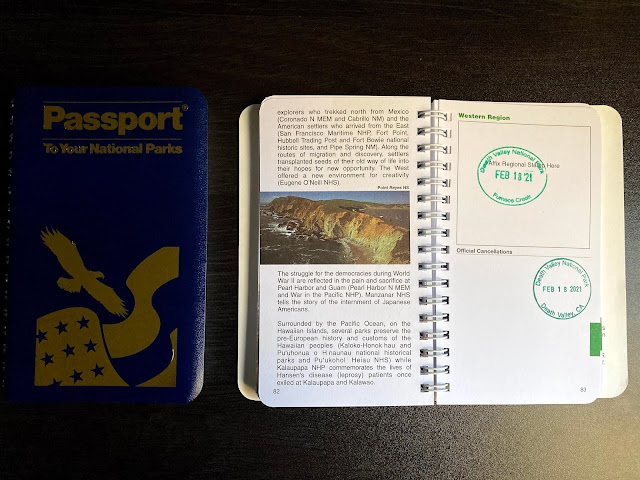 Passport®
To Your National Parks
explorers who trekked north from Mexico
(Coronado N MEM and Cabrillo NM) and the
American settlers who arrived from the East
(San Francisco Maritime NHP, Fort Point,
Hubbell Trading Post and Fort Bowie national
historic sites, and Pipe Spring NM). Along the
routes of migration and discovery, settlers
transplanted seeds of their old way of life into
their hopes for new opportunity. The West
offered a new environment for creativity
(Eugene O'Neill NHS).
Point Reyes NS
The struggle for the democracies during World
War II are reflected in the pain and sacrifice at
Pearl Harbor and Guam (Pearl Harbor N MEM
and War in the Pacific NHP). Manzanar NHS
tells the story of the internment of Japanese
Americans.
Surrounded by the Pacific Ocean, on the
Hawaiian Islands, several parks preserve the
pre-European history and customs of the
Hawaiian peoples (Kaloko-Honok hau and
Pu'uhonua o H naunau national historical
parks and Pu'ukohol Heiau NHS) while
Kalaupapa NHP commemorates the lives of
Hansen's disease (leprosy) patients once
exiled at Kalaupapa and Kalawao.
82
Western Region
Affix Regional Stamp Here
Death Valley National Park
FEB 18 '21
Furnace Creek
Official Cancellations
Death Valley National Park
FEB 18 2021
Death Valley, CA
83